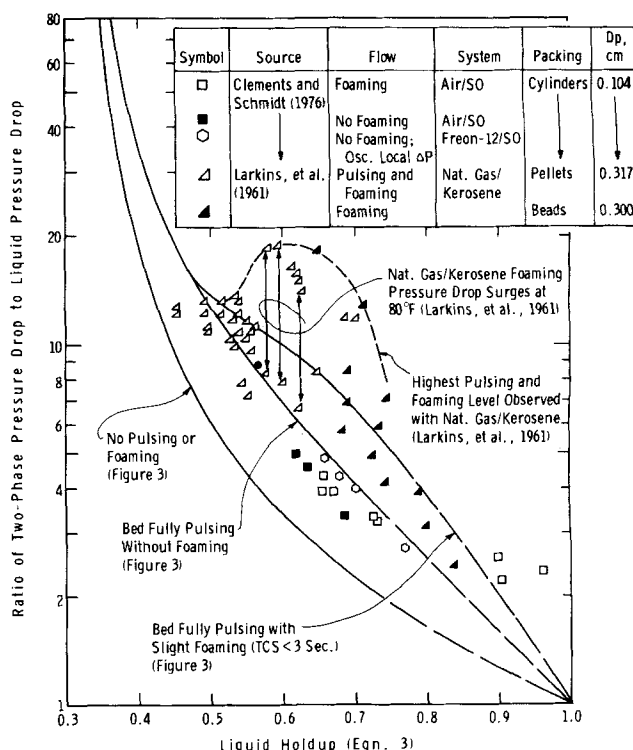 Ratio of Two-Phase Pressure Drop to Liquid Pressure Drop
80
60
40
20
10
8
6
4
2
1
0.3 0.4 0.5 0.6 0.7 0.8 0.9 1.0
Liquid Holdup (Eqn. 3)
Symbol Source Flow System Packing Dp, cm
Clements and Schmidt (1976) Foaming Air/SO Cylinders 0.104
No Foaming Air/SO
No Foaming; Osc. Local ΔP Freon-12/SO
Larkins, et al. (1961) Pulsing and Foaming Nat. Gas/ Kerosene Pellets 0.317
Foaming Beads 0.300
Nat. Gas/Kerosene Foaming
Pressure Drop Surges at
80°F (Larkins, et al., 1961)
Highest Pulsing and
Foaming Level Observed
with Nat. Gas/Kerosene
(Larkins, et al., 1961)
No Pulsing or
Foaming
(Figure 3)
Bed Fully Pulsing
Without Foaming
(Figure 3)
Bed Fully Pulsing with
Slight Foaming (TCS < 3 Sec.)
(Figure 3)